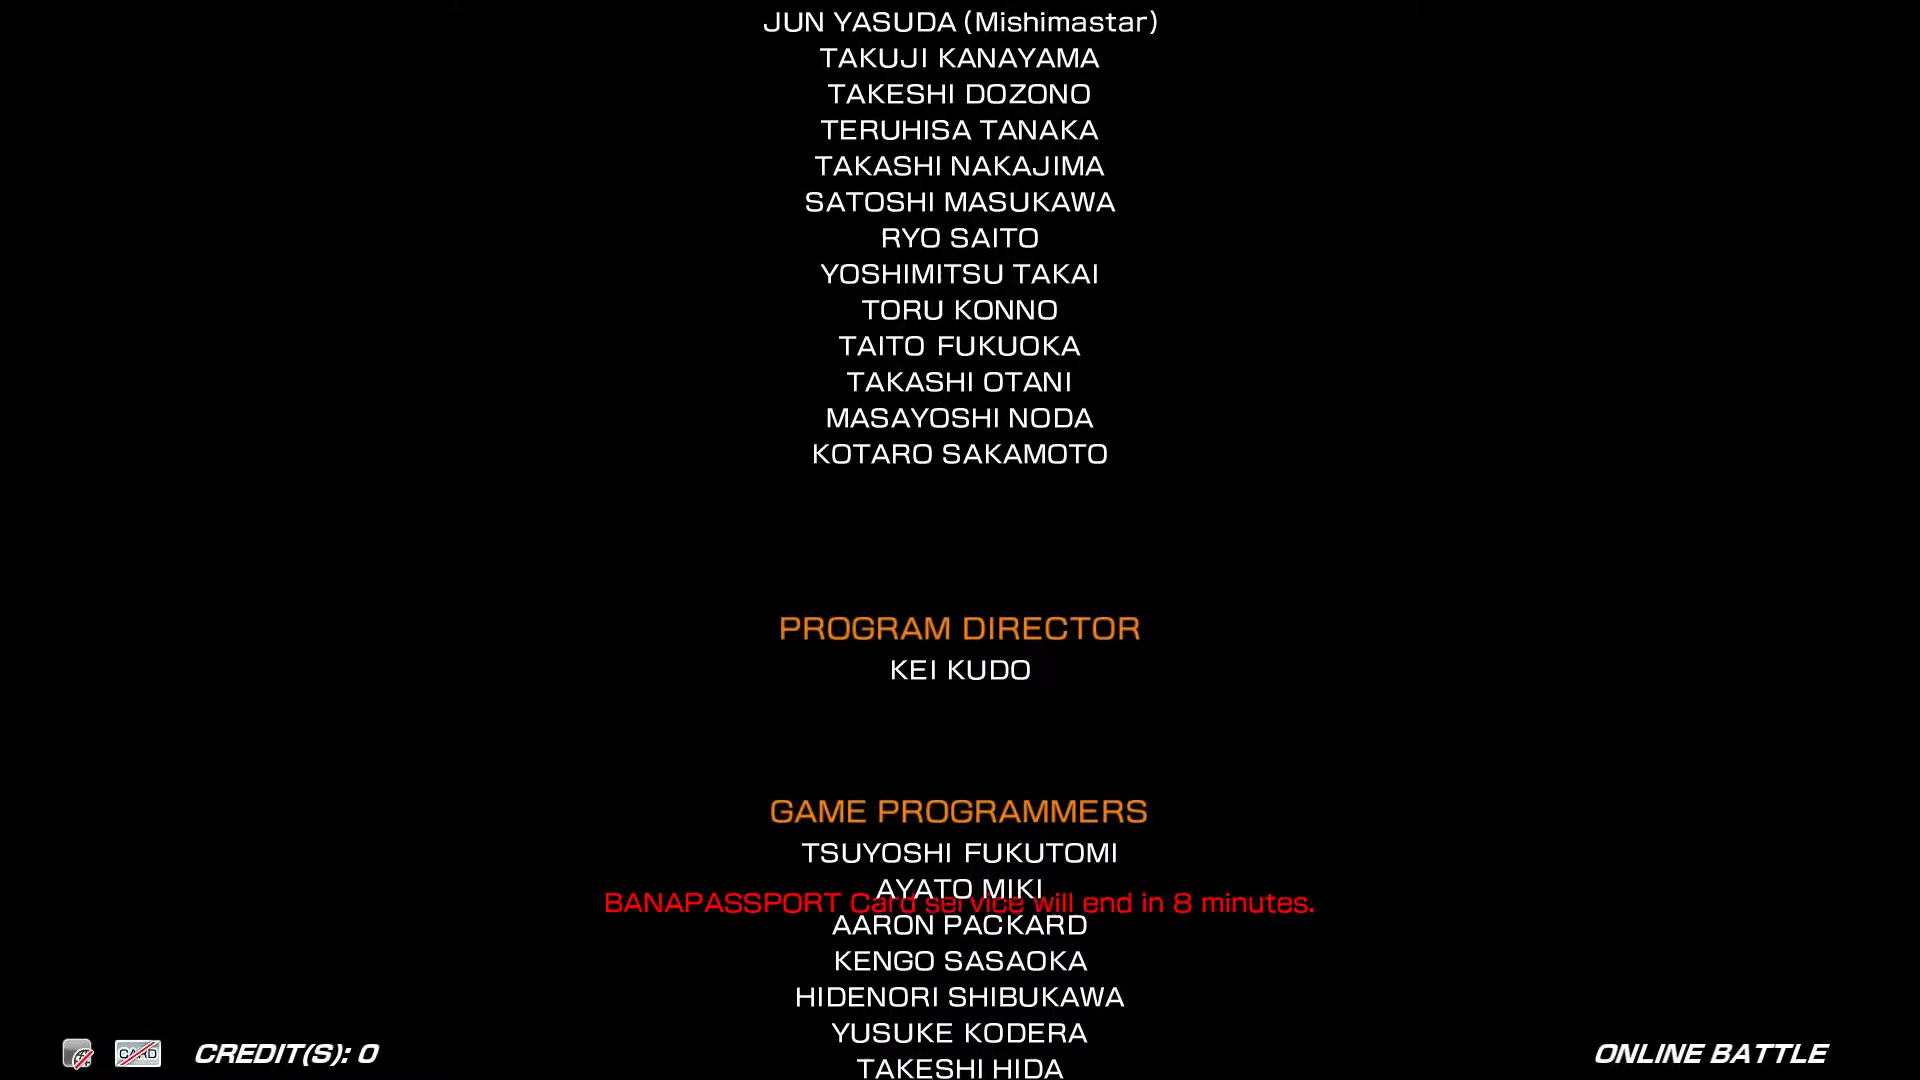 JUN YASUDA (Mishimastar)
TAKUJI KANAYAMA
TAKESHI DOZONO
TERUHISA TANAKA
TAKASHI NAKAJIMA
SATOSHI MASUKAWA
RYO SAITO
YOSHIMITSU TAKAI
TORU KONNO
TAITO FUKUOKA
TAKASHI OTANI
MASAYOSHI NODA
KOTARO SAKAMOTO
PROGRAM DIRECTOR
KEI KUDO
GAME PROGRAMMERS
TSUYOSHI FUKUTOMI
AYATO MIKI
BANAPASSPORT Card service will end in 8 minutes.
AARON PACKARD
KENGO SASAOKA
HIDENORI SHIBUKAWA
YUSUKE KODERA
TAKESHI HIDA
CARD
CREDIT(S): 0
ONLINE BATTLE